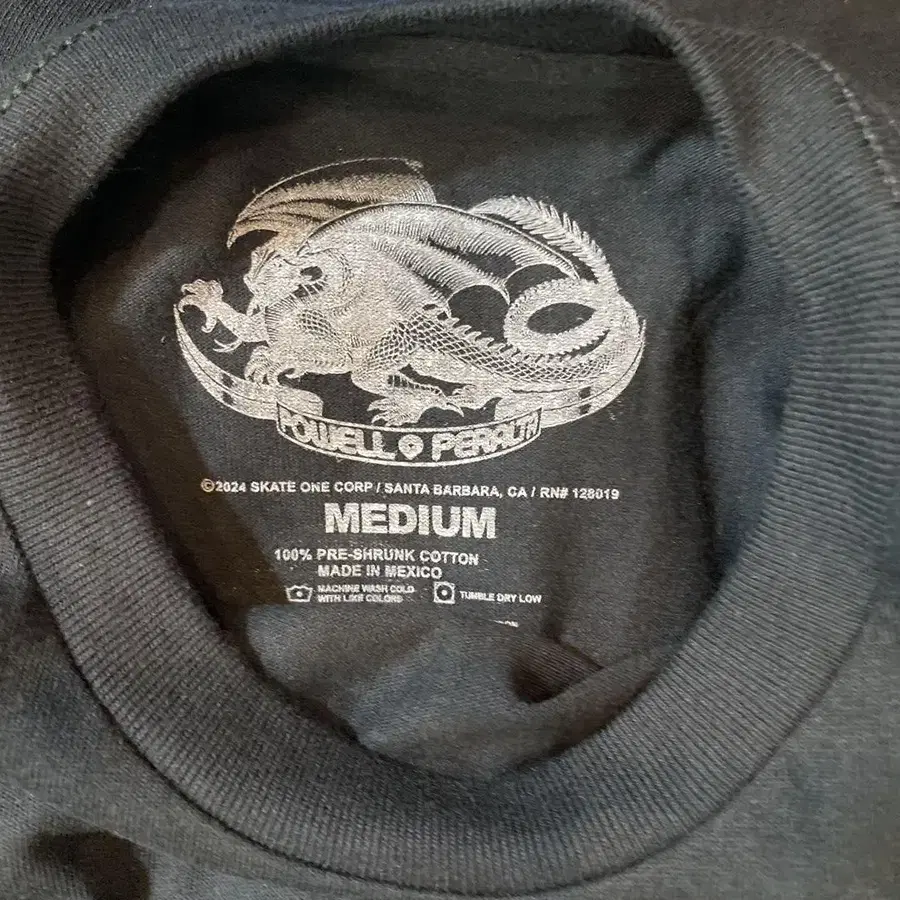 POWELL PERALTA
©2024 SKATE ONE CORP / SANTA BARBARA, CA / RN# 128019
MEDIUM
100% PRE-SHRUNK COTTON
MADE IN MEXICO
MACHINE WASH COLD
WITH LIKE COLORS
TUMBLE DRY LOW